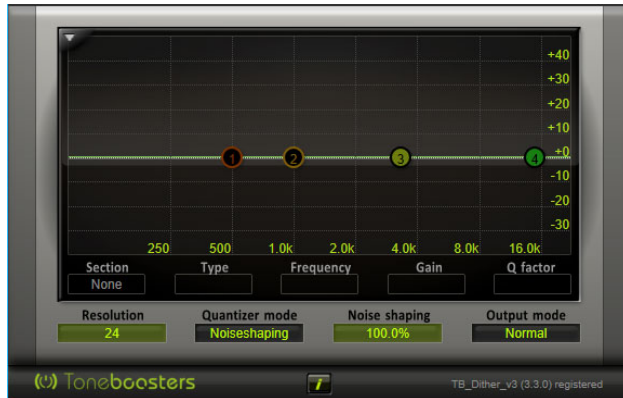 +40
+30
+20
+10
1 2 3 4 +0
-10
-20
-30
250 500 1.0k 2.0k 4.0k 8.0k 16.0k
Section Type Frequency Gain Q factor
None
Resolution Quantizer mode Noise shaping Output mode
24 Noiseshaping 100.0% Normal
Toneboosters i TB_Dither_v3 (3.3.0) registered